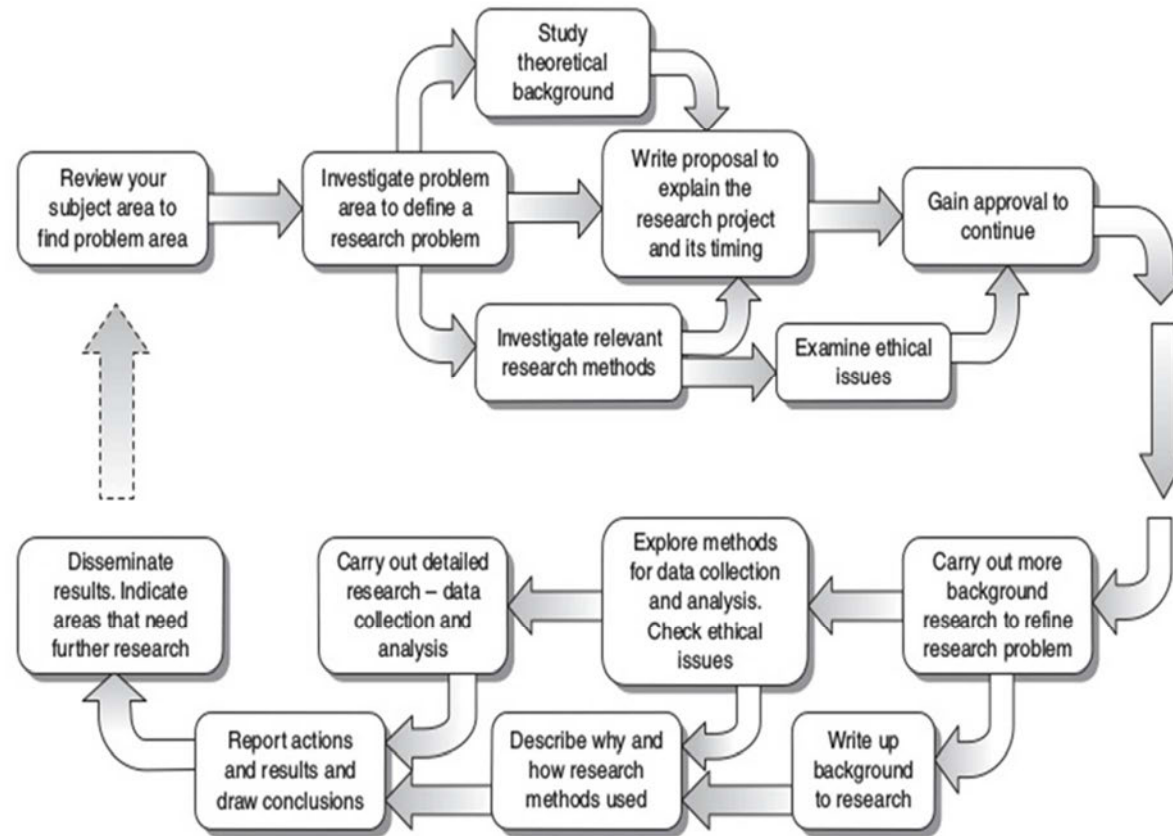 Study
theoretical
background
Review your
subject area to
find problem area
Investigate problem
area to define a
research problem
Write proposal to
explain the
research project
and its timing
Gain approval to
continue
Investigate relevant
research methods
Examine ethical
issues
Carry out more
background
research to refine
research problem
Explore methods
for data collection
and analysis.
Check ethical
issues
Carry out detailed
research – data
collection and
analysis
Disseminate
results. Indicate
areas that need
further research
Write up
background
to research
Describe why and
how research
methods used
Report actions
and results and
draw conclusions